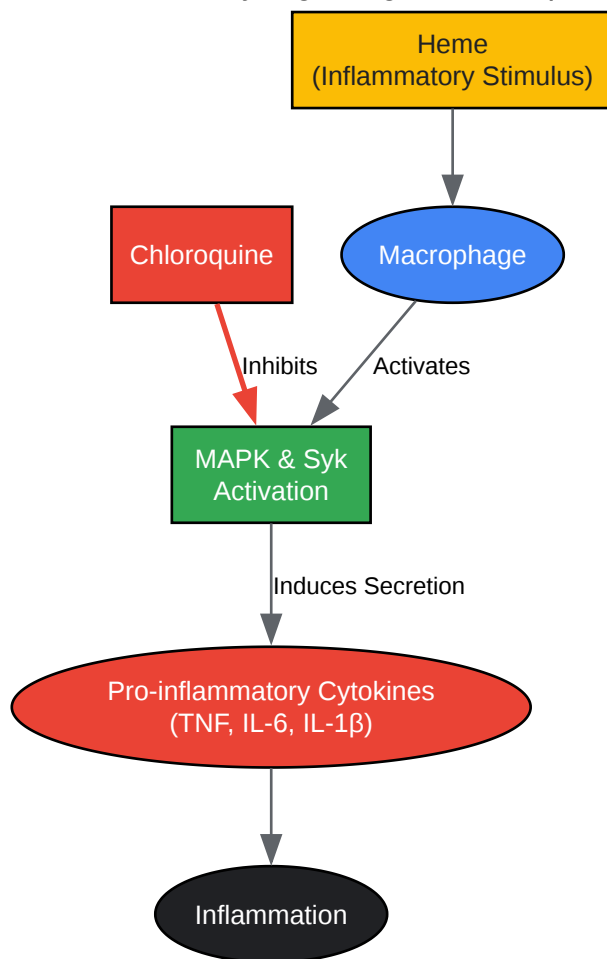 Heme
(Inflammatory Stimulus)
Chloroquine
Macrophage
Inhibits
Activates
MAPK & Syk
Activation
Induces Secretion
Pro-inflammatory Cytokines
(TNF, IL-6, IL-1β)
Inflammation